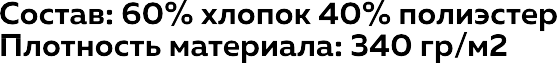 Состав: 60% хлопок 40% полиэстер
Плотность материала: 340 гр/м2